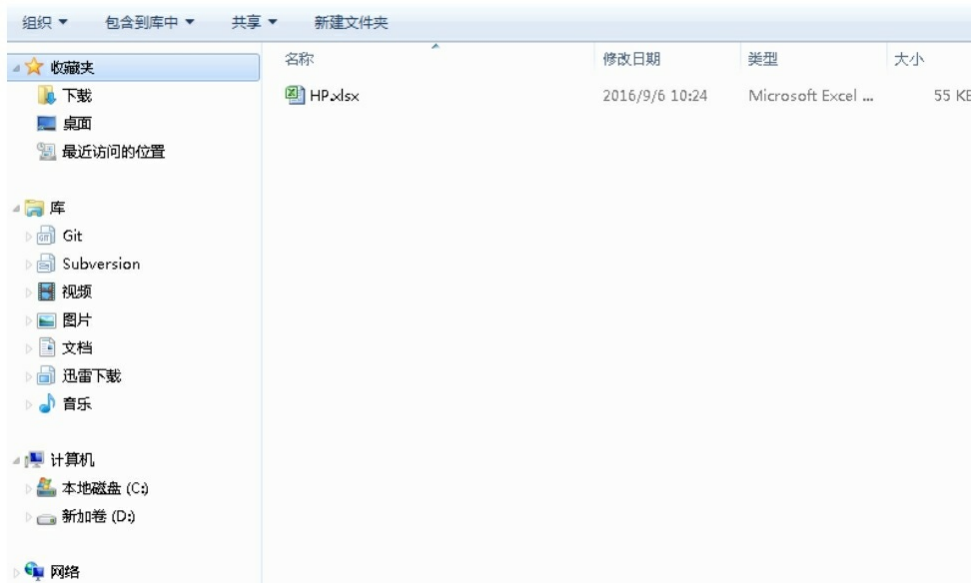 组织 包含到库中 共享 新建文件夹
名称 修改日期 类型 大小
HP.xlsx 2016/9/6 10:24 Microsoft Excel ... 55 KB
收藏夹
下载
桌面
最近访问的位置
库
Git
Subversion
视频
图片
文档
迅雷下载
音乐
计算机
本地磁盘 (C:)
新加卷 (D:)
网络